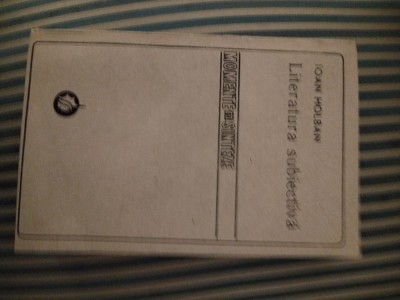 IOAN HOLBAN
Literatura subiectivă
MOMENTE ȘI SINTEZE